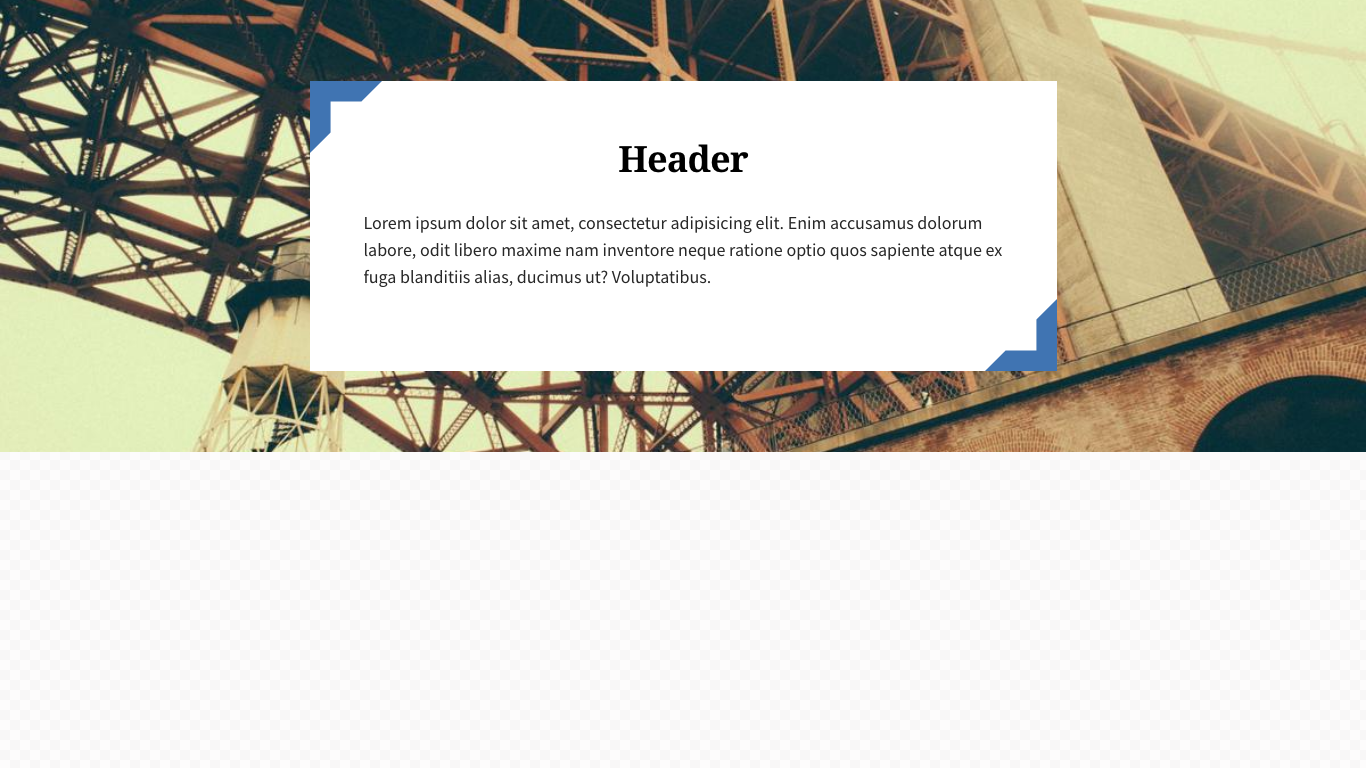 Header
Lorem ipsum dolor sit amet, consectetur adipisicing elit. Enim accusamus dolorum
labore, odit libero maxime nam inventore neque ratione optio quos sapiente atque ex
fuga blanditiis alias, ducimus ut? Voluptatibus.